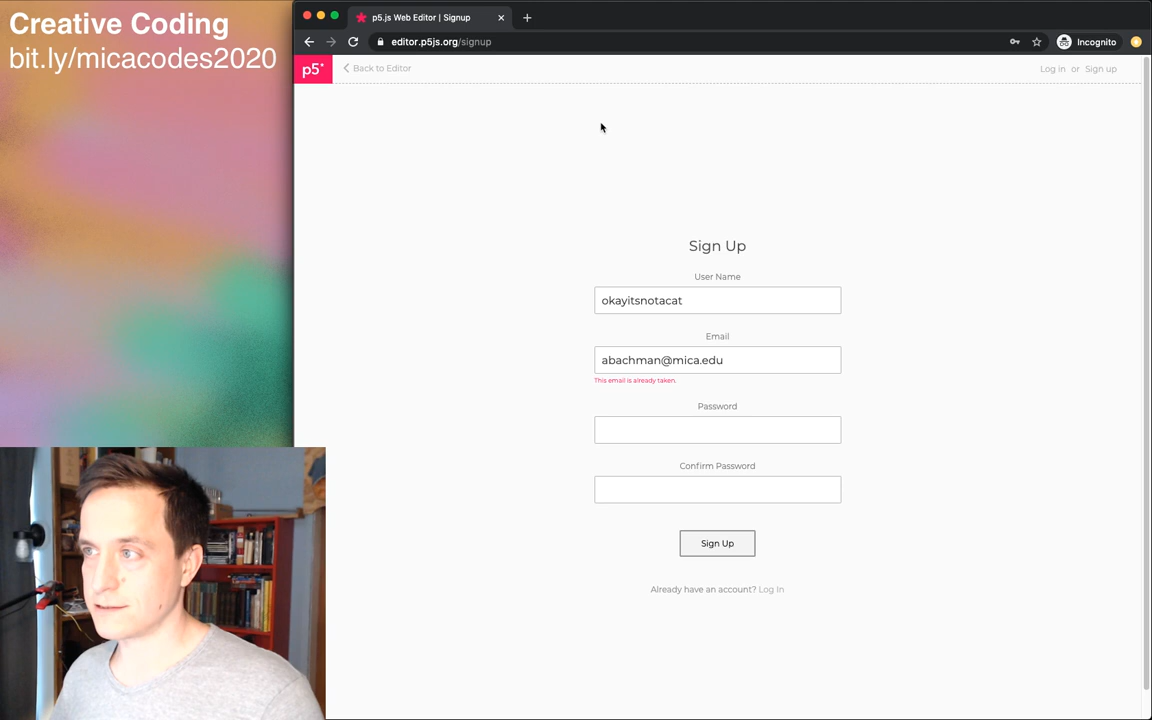 Creative Coding
bit.ly/micacodes2020
p5.js Web Editor | Signup
editor.p5js.org/signup
Incognito
p5*
Back to Editor
Log in or Sign up
Sign Up
User Name
okayitsnotacat
Email
abachman@mica.edu
This email is already taken.
Password
Confirm Password
Sign Up
Already have an account? Log In